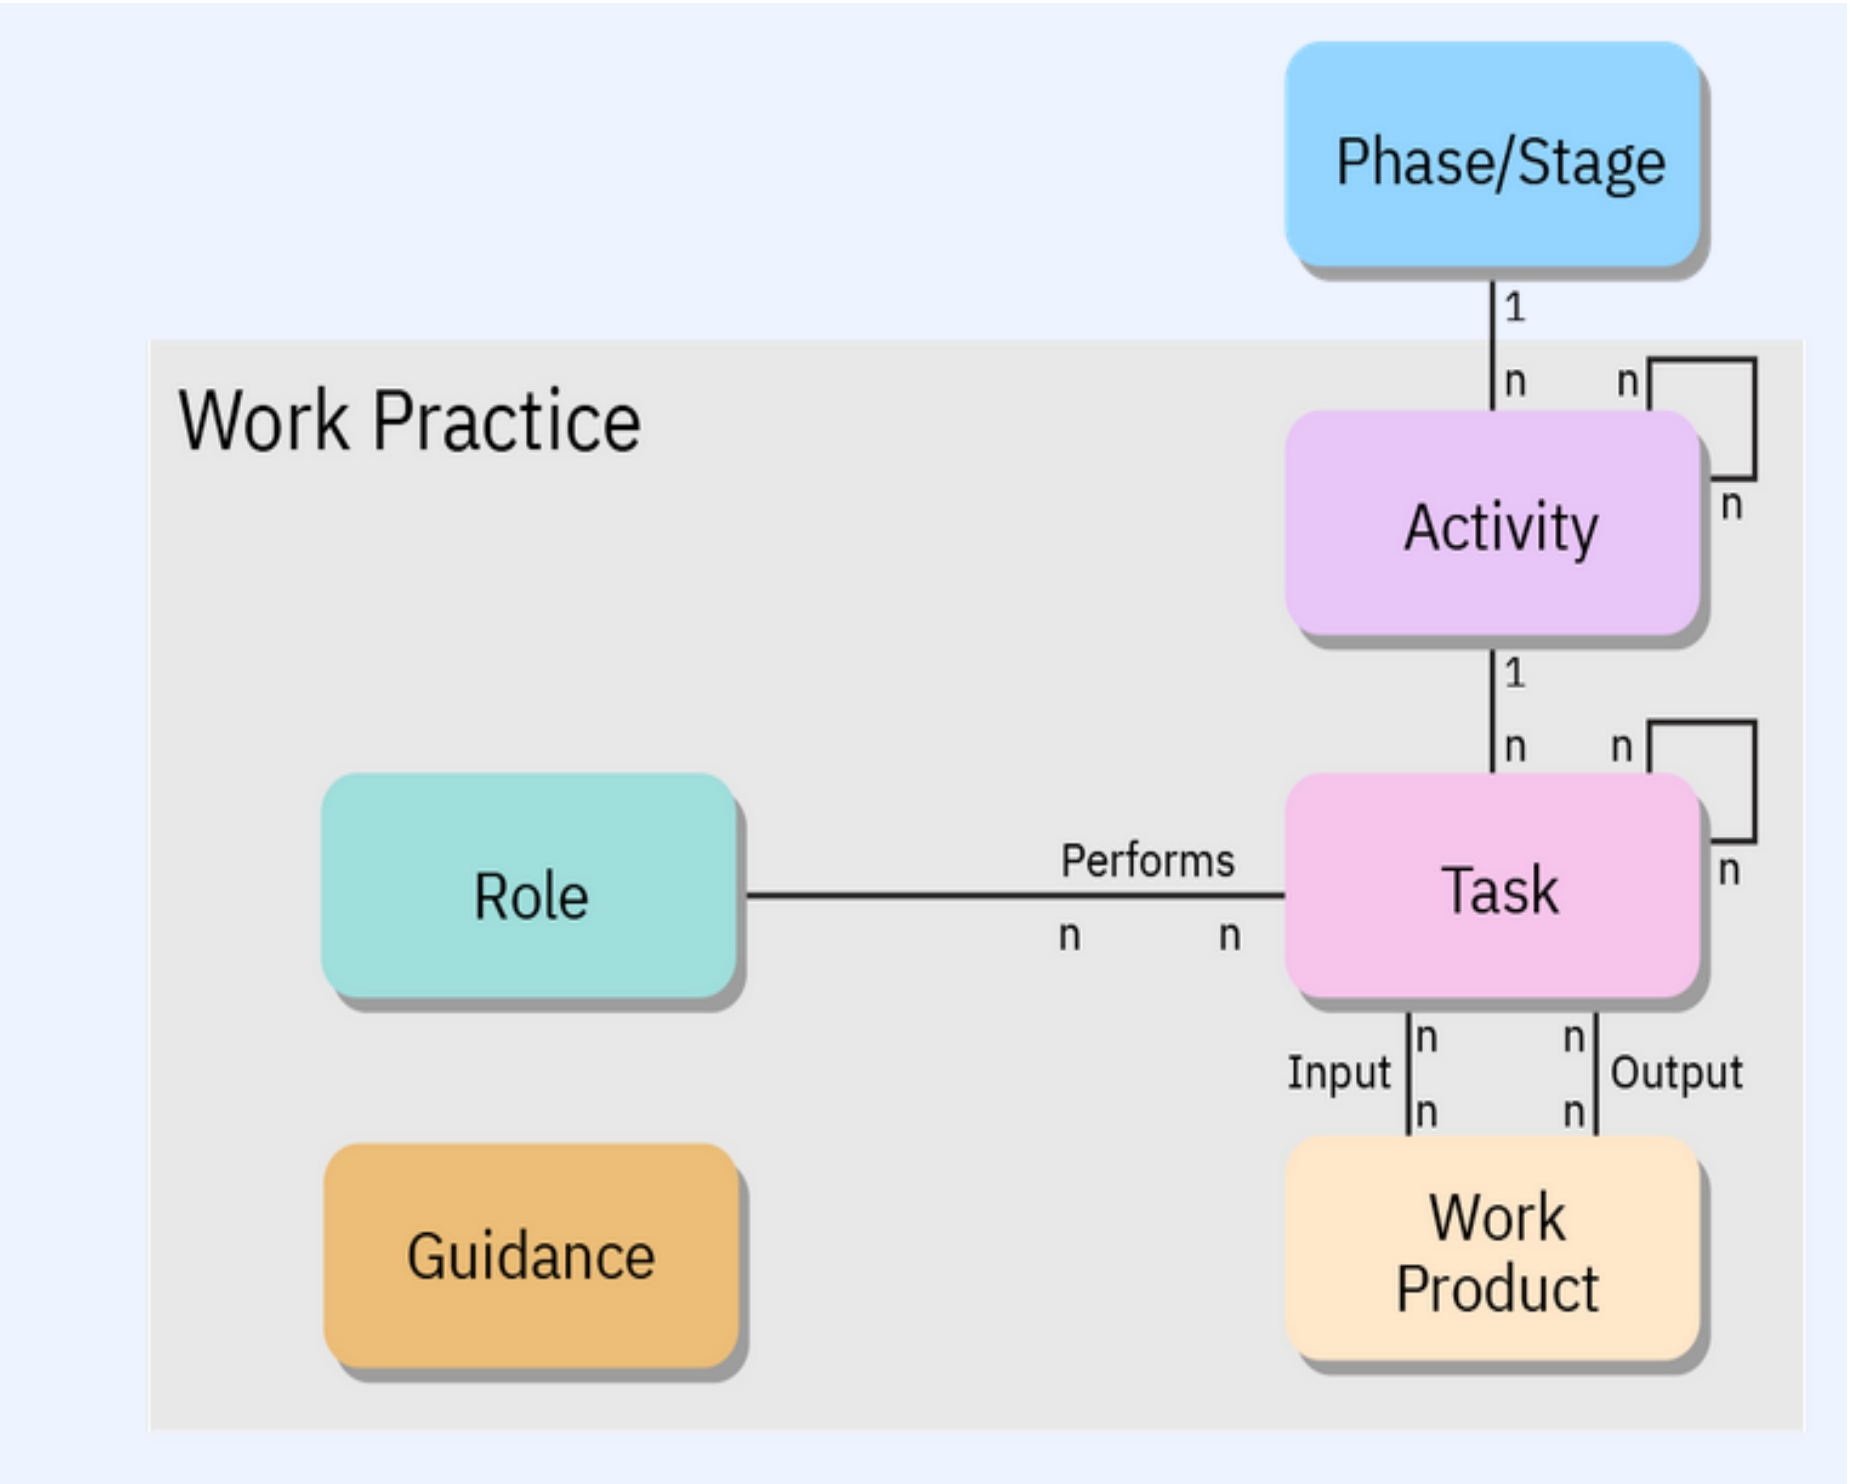 Phase/Stage
1
n
n
Work Practice
Activity
n
1
n
n
Performs
Role
Task
n
n
n
n
n
Input
Output
n
n
Guidance
Work
Product